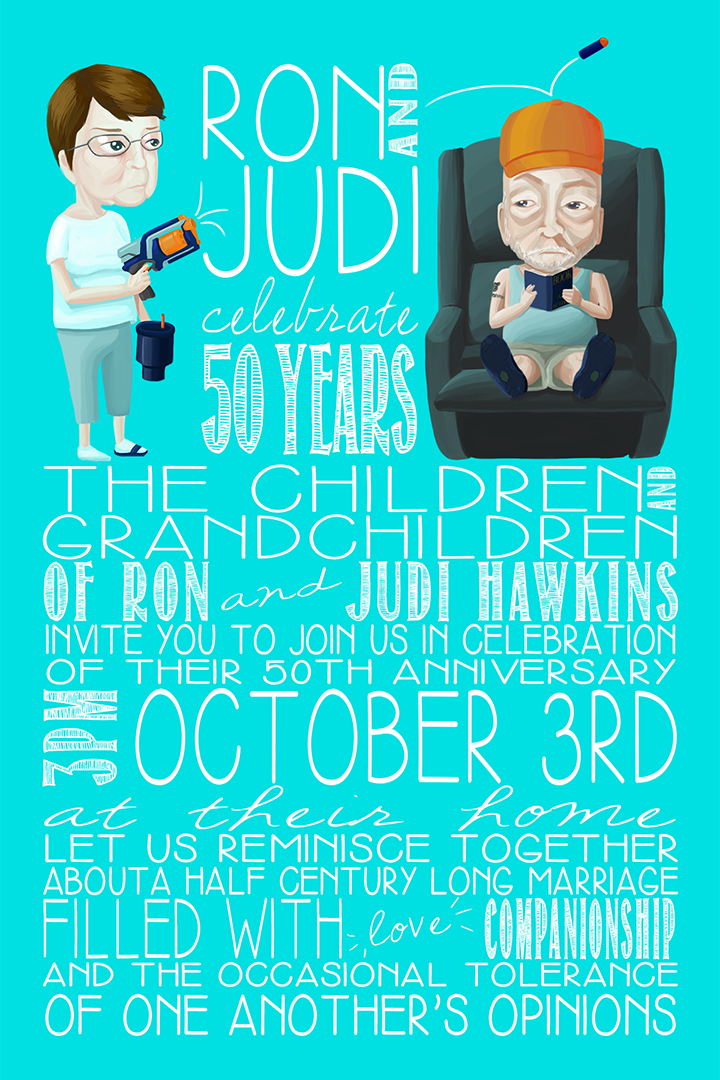 RON AND
JUDI
celebrate
50 YEARS
THE CHILDREN AND
GRANDCHILDREN
OF RON and JUDI HAWKINS
INVITE YOU TO JOIN US IN CELEBRATION
OF THEIR 50TH ANNIVERSARY
3PM OCTOBER 3RD
at their home
LET US REMINISCE TOGETHER
ABOUTA HALF CENTURY LONG MARRIAGE
FILLED WITH love COMPANIONSHIP
AND THE OCCASIONAL TOLERANCE
OF ONE ANOTHER'S OPINIONS